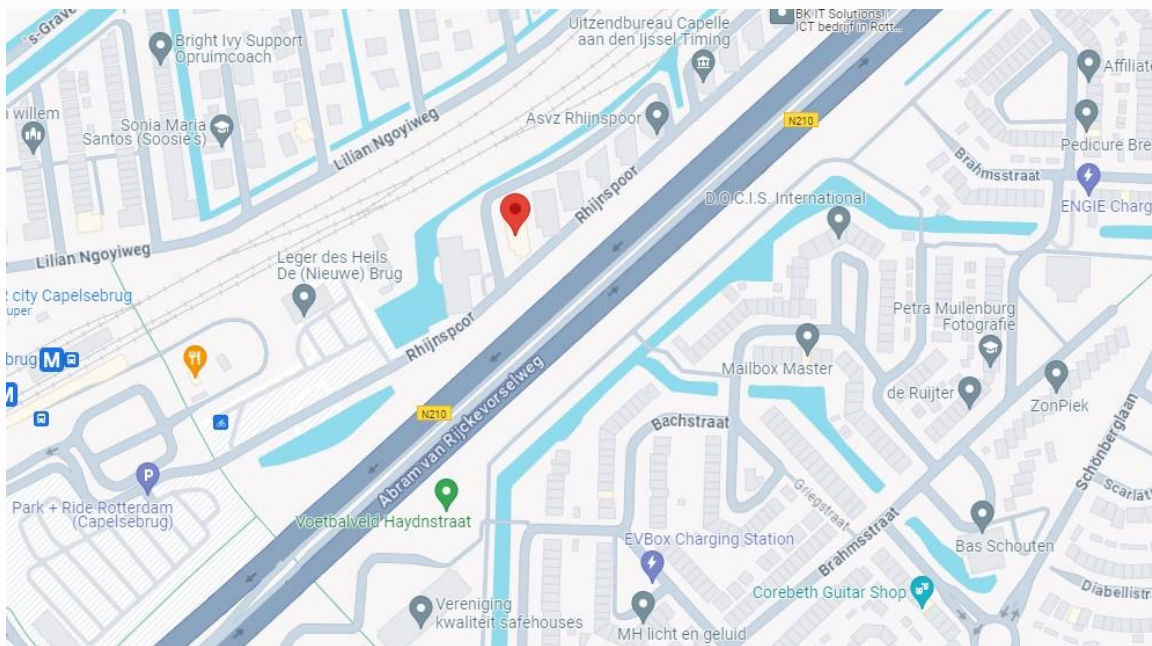 's-Grave
Bright Ivy Support
Opruimcoach
Uitzendbureau Capelle
aan den IJssel Timing
BK IT Solutions |
ICT bedrijf in Rott...
willem
Sonia Maria
Santos (Soosie's)
Lilian Ngoyiweg
Asvz Rhijnspoor
N210
Affiliate
Pedicure Bre
Brahmsstraat
ENGIE Charg
Rhijnspoor
D.O.C.I.S. International
Lilian Ngoyiweg
Leger des Heils
De (Nieuwe) Brug
city Capelsebrug
uper
Petra Muilenburg
Fotografie
Rhijnspoor
brug M
M
Mailbox Master
de Ruijter
ZonPiek
N210
Abram van Rijckevorselweg
Bachstraat
Schönberglaan
P
Park + Ride Rotterdam
(Capelsebrug)
Voetbalveld Haydnstraat
Griegstraat
Scarlat
EVBox Charging Station
Brahmsstraat
Bas Schouten
Corebeth Guitar Shop
Diabellistr
Vereniging
kwaliteit safehouses
MH licht en geluid